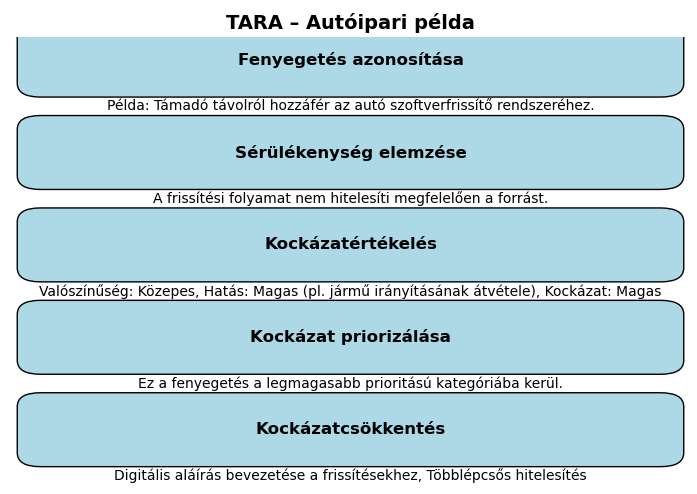 TARA – Autóipari példa
Fenyegetés azonosítása
Példa: Támadó távolról hozzáfér az autó szoftverfrissítő rendszeréhez.
Sérülékenység elemzése
A frissítési folyamat nem hitelesíti megfelelően a forrást.
Kockázatértékelés
Valószínűség: Közepes, Hatás: Magas (pl. jármű irányításának átvétele), Kockázat: Magas
Kockázat priorizálása
Ez a fenyegetés a legmagasabb prioritású kategóriába kerül.
Kockázatcsökkentés
Digitális aláírás bevezetése a frissítésekhez, Többlépcsős hitelesítés